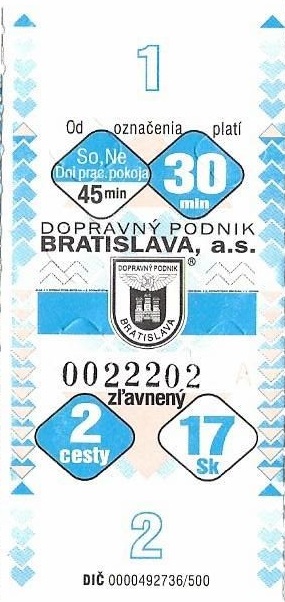 1
Od označenia platí
So, Ne
Dni prac. pokoja
45 min
30
min
DOPRAVNÝ PODNIK
BRATISLAVA, a.s.
DOPRAVNÝ PODNIK
BRATISLAVA
®
0022202 A
zľavnený
2
cesty
17
Sk
2
DIČ 0000492736/500